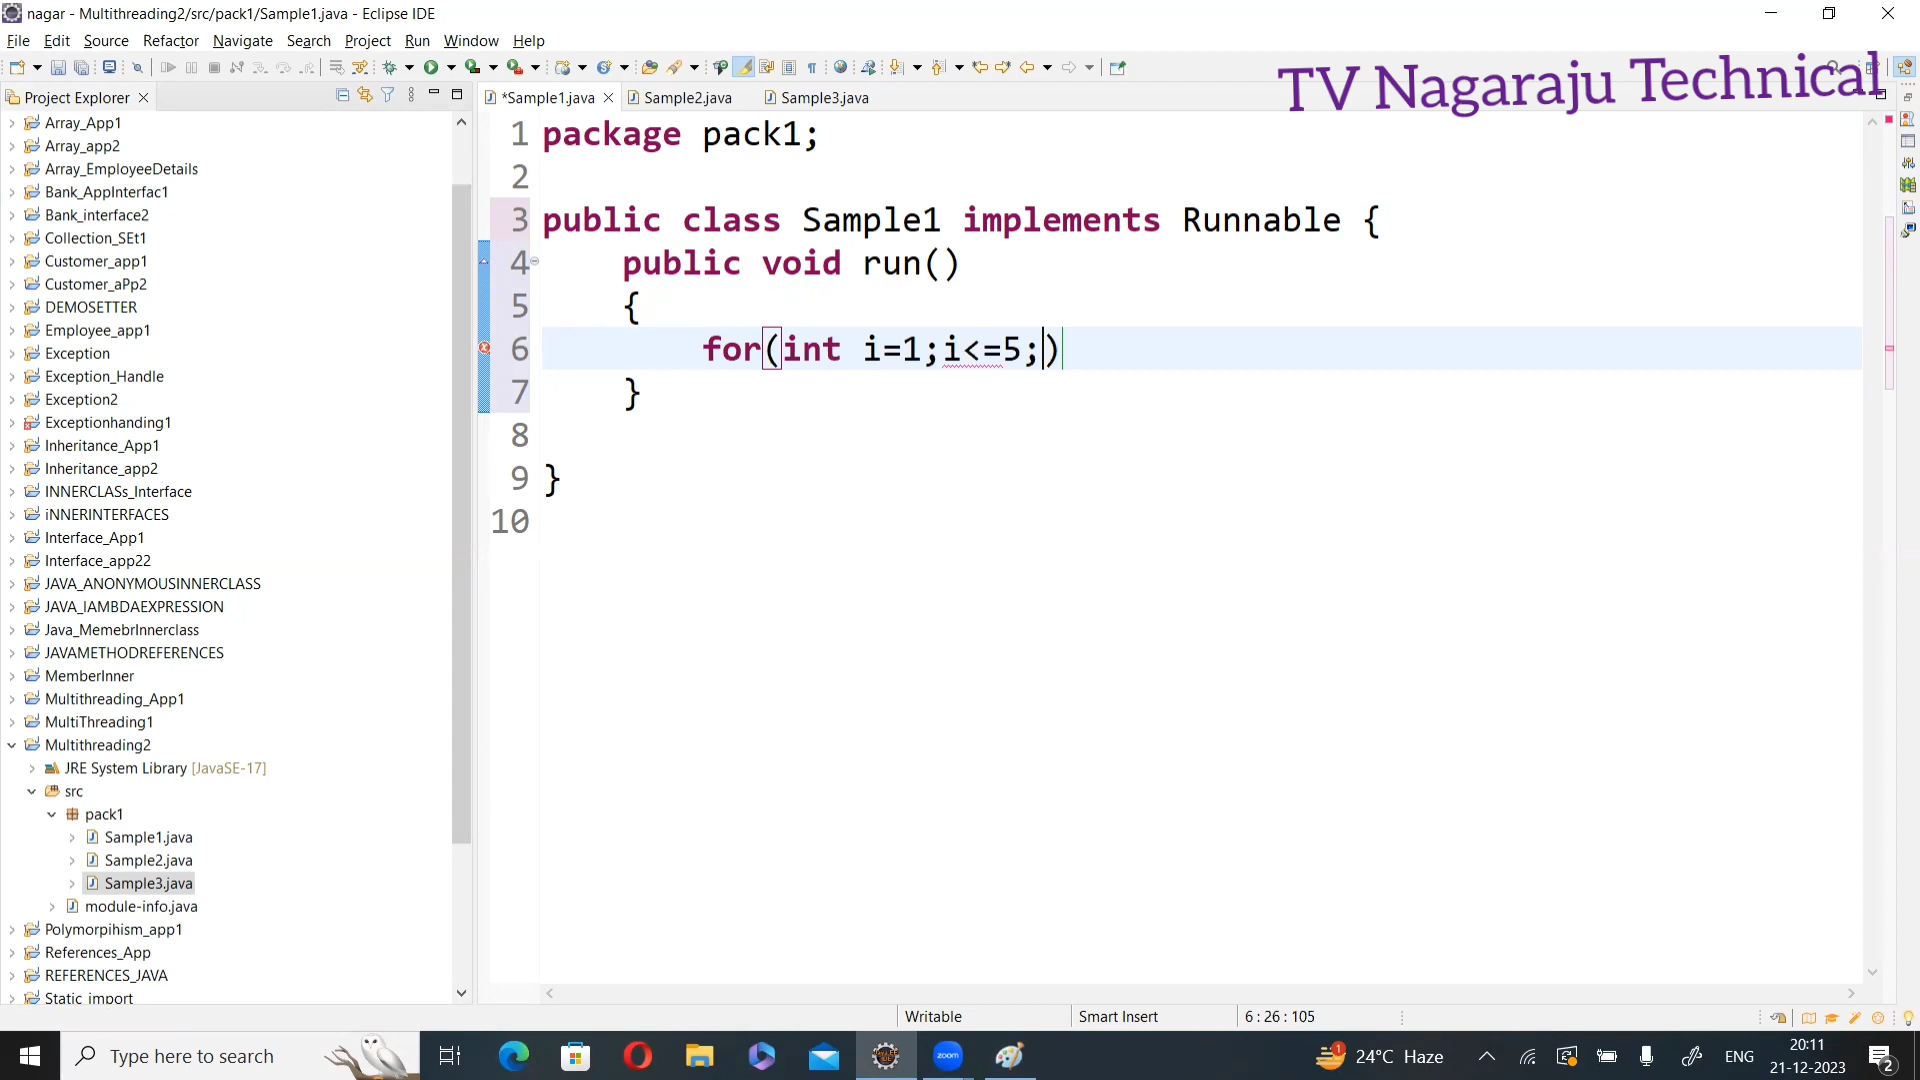 nagar - Multithreading2/src/pack1/Sample1.java - Eclipse IDE
File Edit Source Refactor Navigate Search Project Run Window Help
TV Nagaraju Technical
Project Explorer
*Sample1.java Sample2.java Sample3.java
Array_App1
Array_app2
Array_EmployeeDetails
Bank_AppInterfac1
Bank_interface2
Collection_SEt1
Customer_app1
Customer_aPp2
DEMOSETTER
Employee_app1
Exception
Exception_Handle
Exception2
Exceptionhanding1
Inheritance_App1
Inheritance_app2
INNERCLASs_Interface
iNNERINTERFACES
Interface_App1
Interface_app22
JAVA_ANONYMOUSINNERCLASS
JAVA_lAMBDAEXPRESSION
Java_MemebrInnerclass
JAVAMETHODREFERENCES
MemberInner
Multithreading_App1
MultiThreading1
Multithreading2
JRE System Library [JavaSE-17]
src
pack1
Sample1.java
Sample2.java
Sample3.java
module-info.java
Polymorpihism_app1
References_App
REFERENCES_JAVA
Static_import
1 package pack1;
2
3 public class Sample1 implements Runnable {
4 public void run()
5 {
6 for(int i=1;i<=5;)
7 }
8
9 }
10
Writable Smart Insert 6 : 26 : 105
Type here to search
zoom
1 24°C Haze ENG 20:11 2
21-12-2023